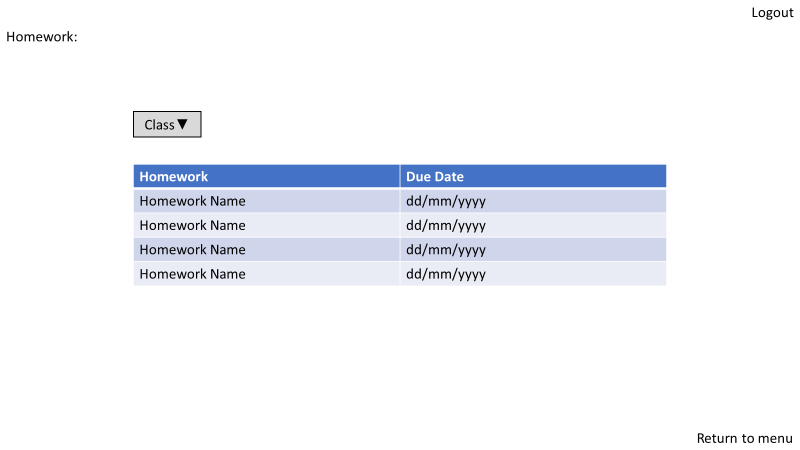 Logout
Homework:
Class▼
Homework Due Date
Homework Name dd/mm/yyyy
Homework Name dd/mm/yyyy
Homework Name dd/mm/yyyy
Homework Name dd/mm/yyyy
Return to menu